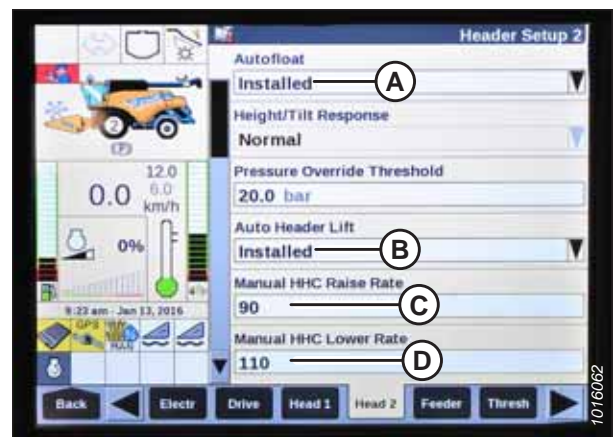 Header Setup 2
Autofloat
Installed
A
Height/Tilt Response
Normal
Pressure Override Threshold
20.0 bar
Auto Header Lift
Installed
B
Manual HHC Raise Rate
90
C
Manual HHC Lower Rate
110
D
2
(P)
12.0
0.0 6.0
km/h
0%
9:23 am - Jan 13, 2016
GPS
Back
Electr
Drive
Head 1
Head 2
Feeder
Thresh
1016062